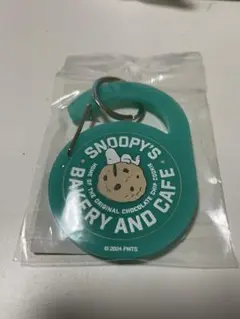 SNOOPY'S
HOME OF THE ORIGINAL CHOCOLATE CHIP COOKIE
BAKERY AND CAFE
© 2024 PNTS